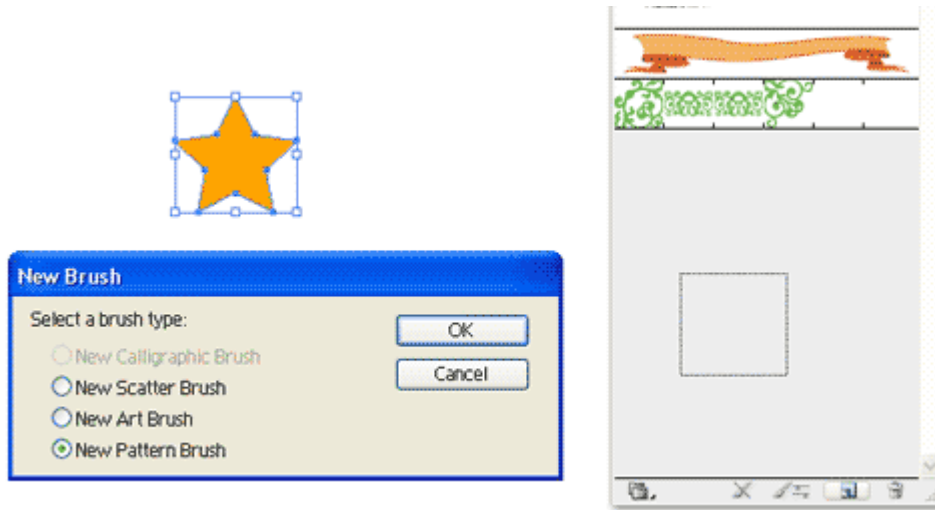 New Brush
Select a brush type:
New Calligraphic Brush
New Scatter Brush
New Art Brush
New Pattern Brush
OK
Cancel